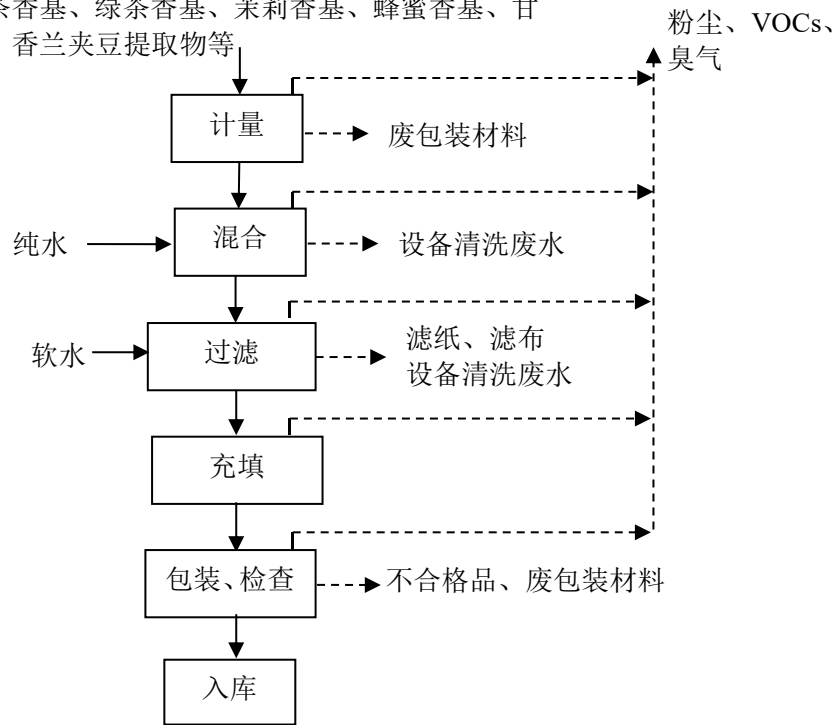 茶香基、绿茶香基、茉莉香基、蜂蜜香基、甘
香兰夹豆提取物等
粉尘、VOCs、
臭气
计量
废包装材料
纯水
混合
设备清洗废水
软水
过滤
滤纸、滤布
设备清洗废水
充填
包装、检查
不合格品、废包装材料
入库